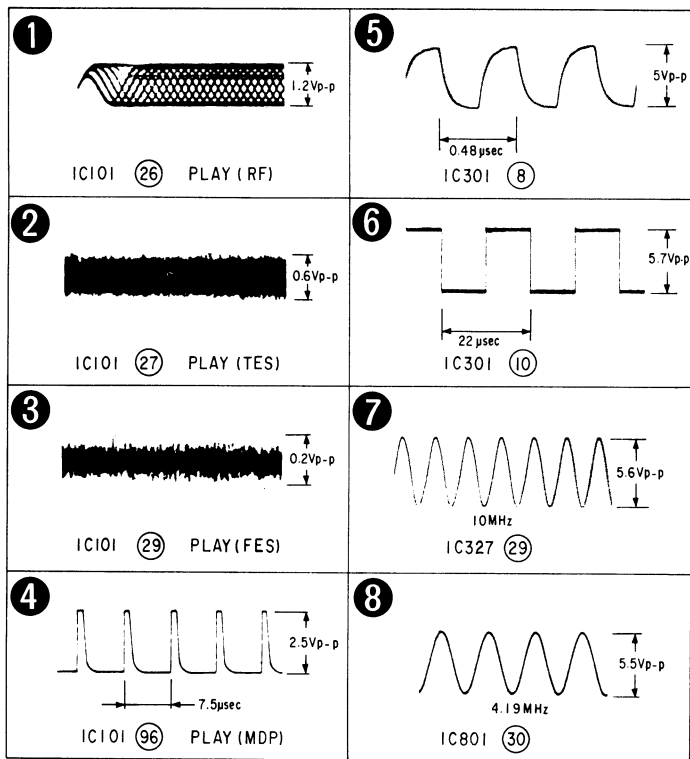 1
1.2Vp-p
IC101 26 PLAY (RF)
2
0.6Vp-p
IC101 27 PLAY (TES)
3
0.2Vp-p
IC101 29 PLAY (FES)
4
2.5Vp-p
7.5µsec
IC101 96 PLAY (MDP)
5
5Vp-p
0.48µsec
IC301 8
6
5.7Vp-p
22 µsec
IC301 10
7
5.6Vp-p
10MHz
IC327 29
8
5.5Vp-p
4.19MHz
IC801 30